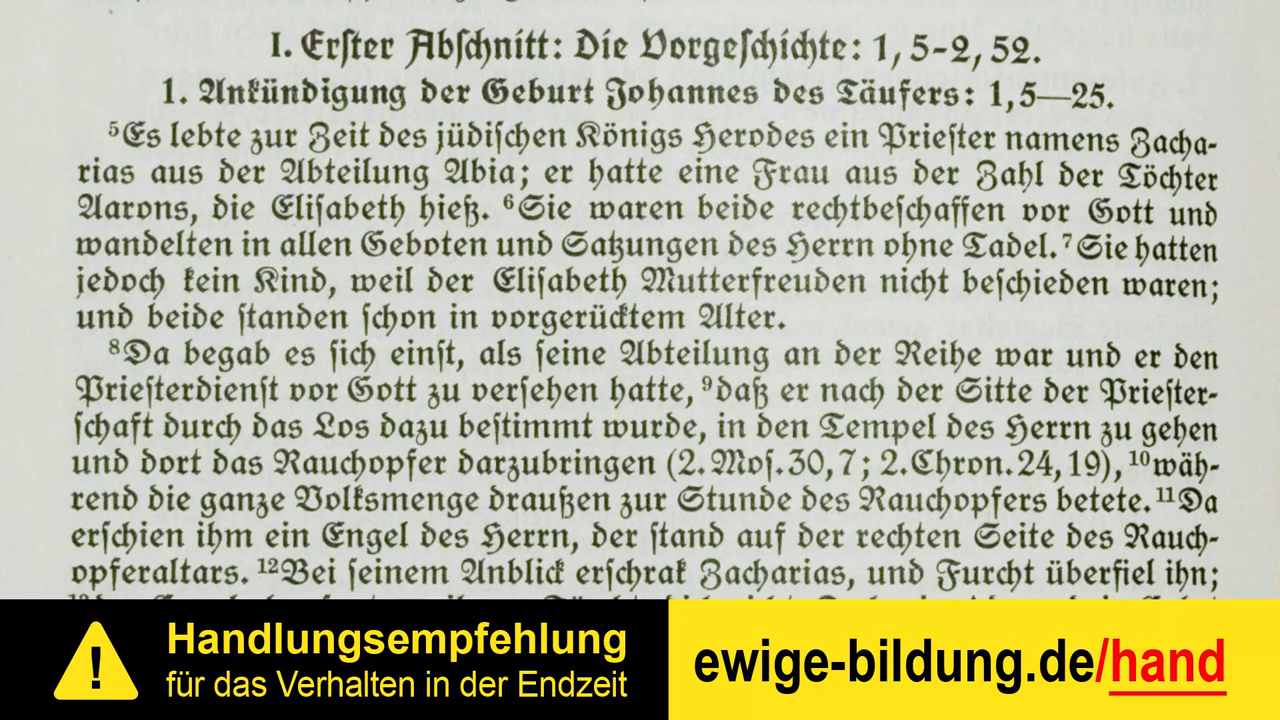 I. Erster Abschnitt: Die Vorgeschichte: 1, 5-2, 52.
1. Ankündigung der Geburt Johannes des Täufers: 1, 5—25.
⁵Es lebte zur Zeit des jüdischen Königs Herodes ein Priester namens Zacha-
rias aus der Abteilung Abia; er hatte eine Frau aus der Zahl der Töchter
Aarons, die Elisabeth hieß. ⁶Sie waren beide rechtbeschaffen vor Gott und
wandelten in allen Geboten und Satzungen des Herrn ohne Tadel. ⁷Sie hatten
jedoch kein Kind, weil der Elisabeth Mutterfreuden nicht beschieden waren;
und beide standen schon in vorgerücktem Alter.
⁸Da begab es sich einst, als seine Abteilung an der Reihe war und er den
Priesterdienst vor Gott zu versehen hatte, ⁹daß er nach der Sitte der Priester-
schaft durch das Los dazu bestimmt wurde, in den Tempel des Herrn zu gehen
und dort das Rauchopfer darzubringen (2. Mos. 30, 7; 2. Chron. 24, 19), ¹⁰wäh-
rend die ganze Volksmenge draußen zur Stunde des Rauchopfers betete. ¹¹Da
erschien ihm ein Engel des Herrn, der stand auf der rechten Seite des Rauch-
opferaltars. ¹²Bei seinem Anblick erschrak Zacharias, und Furcht überfiel ihn;
Handlungsempfehlung
für das Verhalten in der Endzeit
ewige-bildung.de/hand